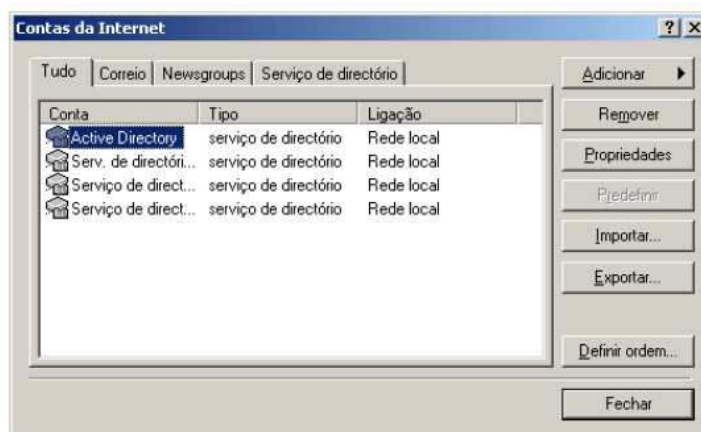 Contas da Internet
Tudo Correio Newsgroups Serviço de directório
Conta Tipo Ligação
Active Directory serviço de directório Rede local
Serv. de directóri... serviço de directório Rede local
Serviço de direct... serviço de directório Rede local
Serviço de direct... serviço de directório Rede local
Adicionar
Remover
Propriedades
Predefinir
Importar...
Exportar...
Definir ordem...
Fechar